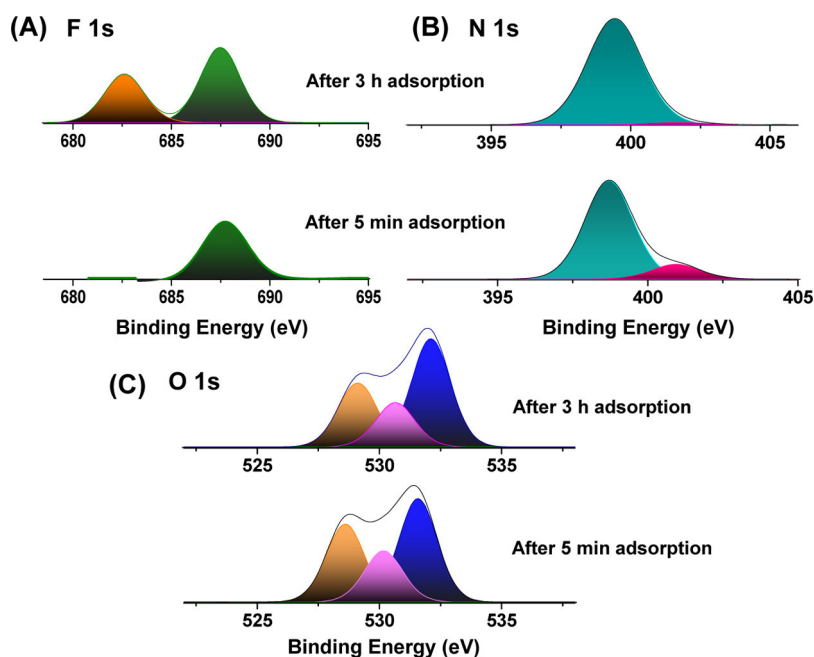 (A) F 1s
(B) N 1s
After 3 h adsorption
680 685 690 695
395 400 405
After 5 min adsorption
680 685 690 695
395 400 405
Binding Energy (eV)
Binding Energy (eV)
(C) O 1s
After 3 h adsorption
525 530 535
After 5 min adsorption
525 530 535
Binding Energy (eV)